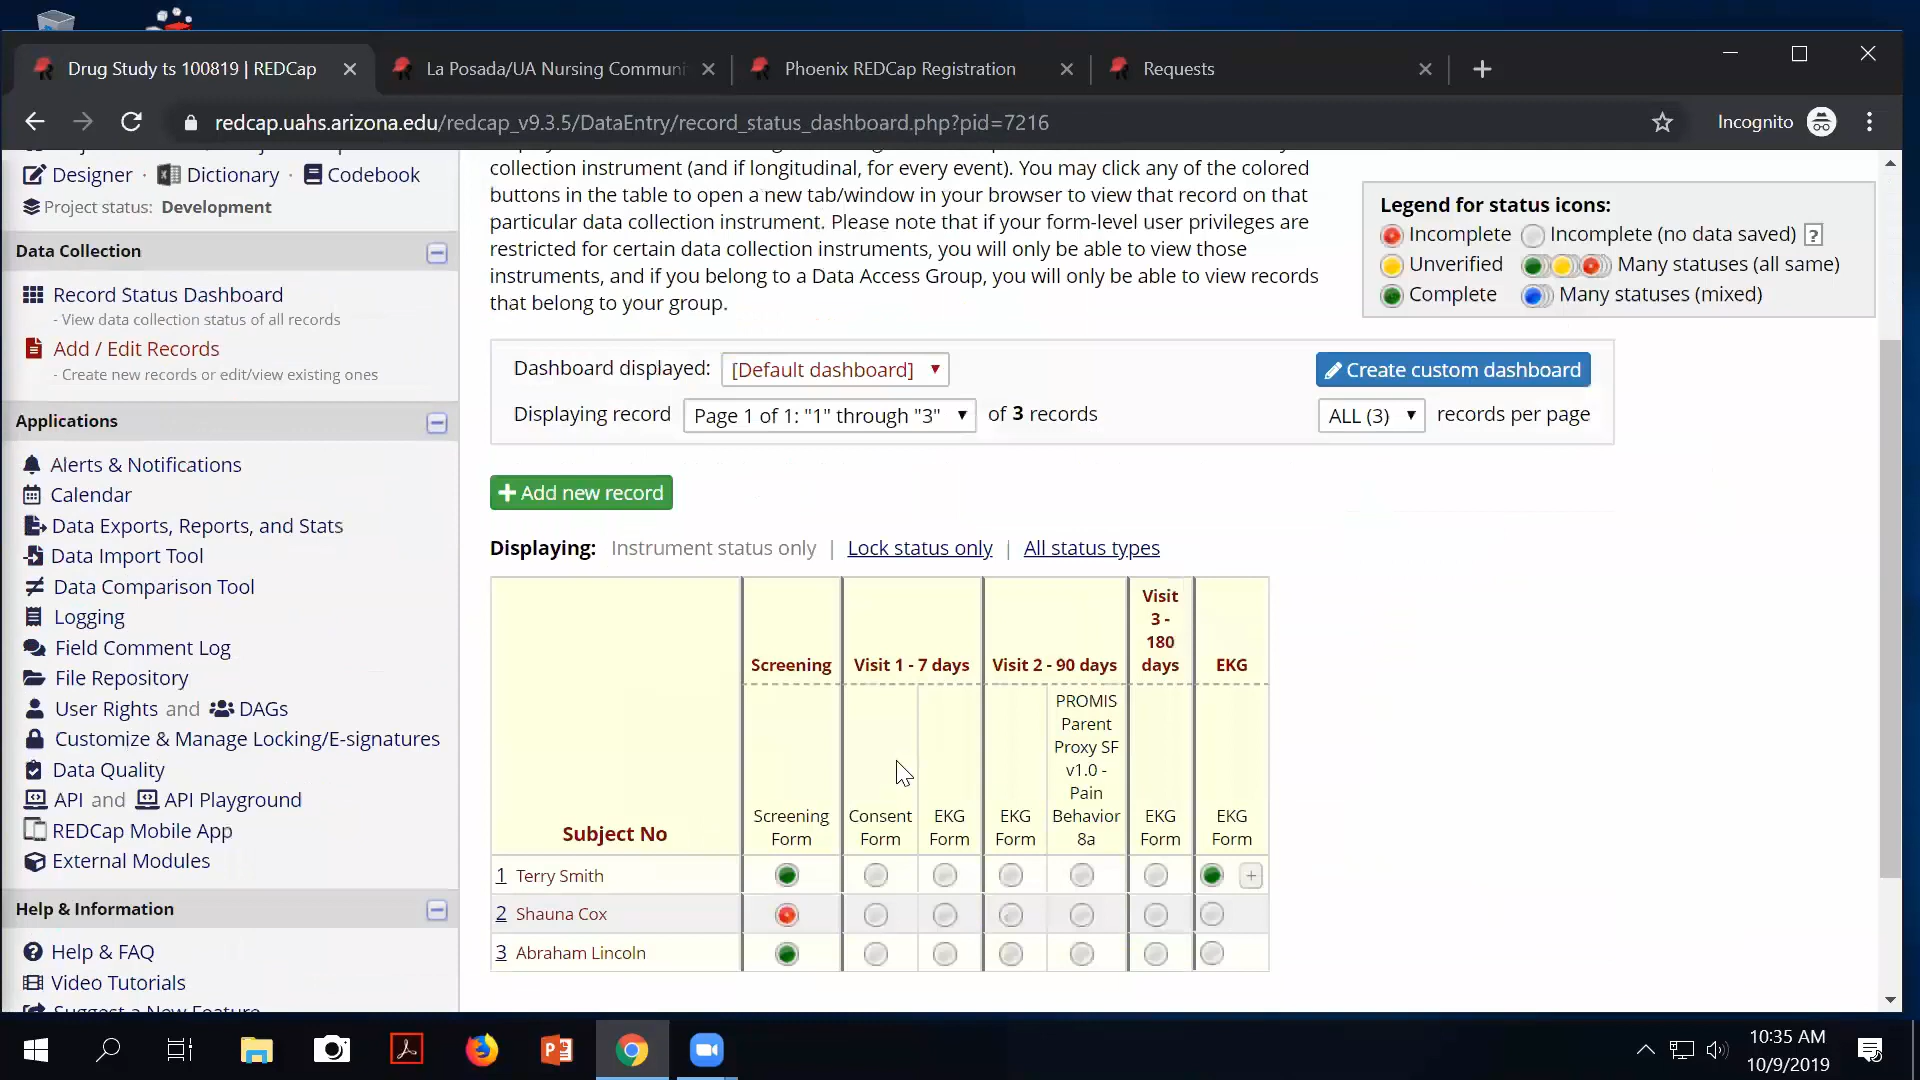 Drug Study ts 100819 | REDCap
La Posada/UA Nursing Commun
Phoenix REDCap Registration
Requests
redcap.uahs.arizona.edu/redcap_v9.3.5/DataEntry/record_status_dashboard.php?pid=7216
Incognito
Designer · Dictionary · Codebook
Project status: Development
Data Collection
Record Status Dashboard
- View data collection status of all records
Add / Edit Records
- Create new records or edit/view existing ones
Applications
Alerts & Notifications
Calendar
Data Exports, Reports, and Stats
Data Import Tool
Data Comparison Tool
Logging
Field Comment Log
File Repository
User Rights and DAGs
Customize & Manage Locking/E-signatures
Data Quality
API and API Playground
REDCap Mobile App
External Modules
Help & Information
Help & FAQ
Video Tutorials
Suggest a New Feature
collection instrument (and if longitudinal, for every event). You may click any of the colored
buttons in the table to open a new tab/window in your browser to view that record on that
particular data collection instrument. Please note that if your form-level user privileges are
restricted for certain data collection instruments, you will only be able to view those
instruments, and if you belong to a Data Access Group, you will only be able to view records
that belong to your group.
Legend for status icons:
Incomplete Incomplete (no data saved) ?
Unverified Many statuses (all same)
Complete Many statuses (mixed)
Dashboard displayed: [Default dashboard]
Create custom dashboard
Displaying record Page 1 of 1: "1" through "3" of 3 records
ALL (3) records per page
Add new record
Displaying: Instrument status only | Lock status only | All status types
Subject No
Screening
Visit 1 - 7 days
Visit 2 - 90 days
Visit
3 -
180
days
EKG
Screening
Form
Consent
Form
EKG
Form
EKG
Form
PROMIS
Parent
Proxy SF
v1.0 -
Pain
Behavior
8a
EKG
Form
EKG
Form
1 Terry Smith
2 Shauna Cox
3 Abraham Lincoln
10:35 AM
10/9/2019